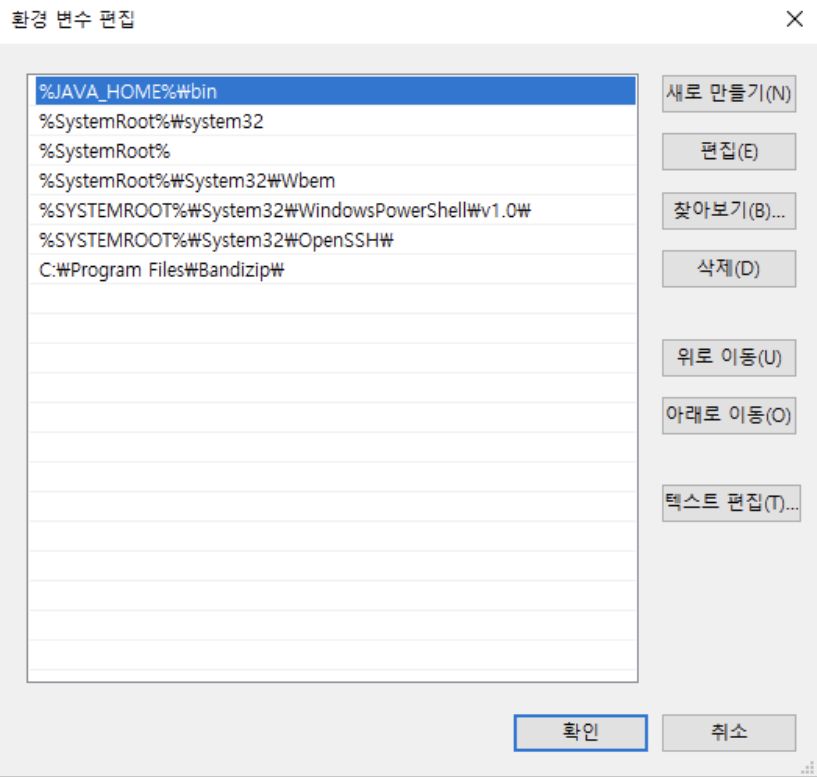 환경 변수 편집
%JAVA_HOME%₩bin
%SystemRoot%₩system32
%SystemRoot%
%SystemRoot%₩System32₩Wbem
%SYSTEMROOT%₩System32₩WindowsPowerShell₩v1.0₩
%SYSTEMROOT%₩System32₩OpenSSH₩
C:₩Program Files₩Bandizip₩
새로 만들기(N)
편집(E)
찾아보기(B)...
삭제(D)
위로 이동(U)
아래로 이동(O)
텍스트 편집(T)...
확인
취소